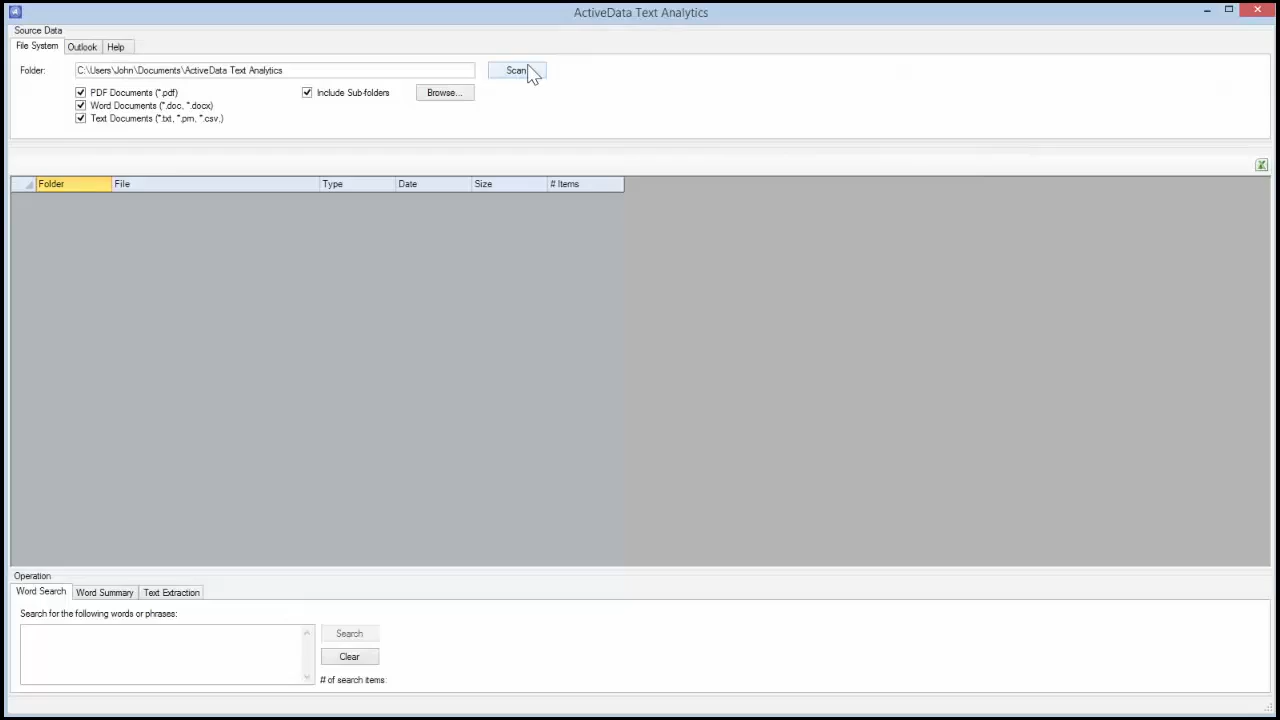 ActiveData Text Analytics
Source Data
File System Outlook Help
Folder: C:\Users\John\Documents\ActiveData Text Analytics Scan
PDF Documents (*.pdf) Include Sub-folders Browse...
Word Documents (*.doc, *.docx)
Text Documents (*.txt, *.prn, *.csv,)
Folder File Type Date Size # Items
Operation
Word Search Word Summary Text Extraction
Search for the following words or phrases:
Search
Clear
# of search items: